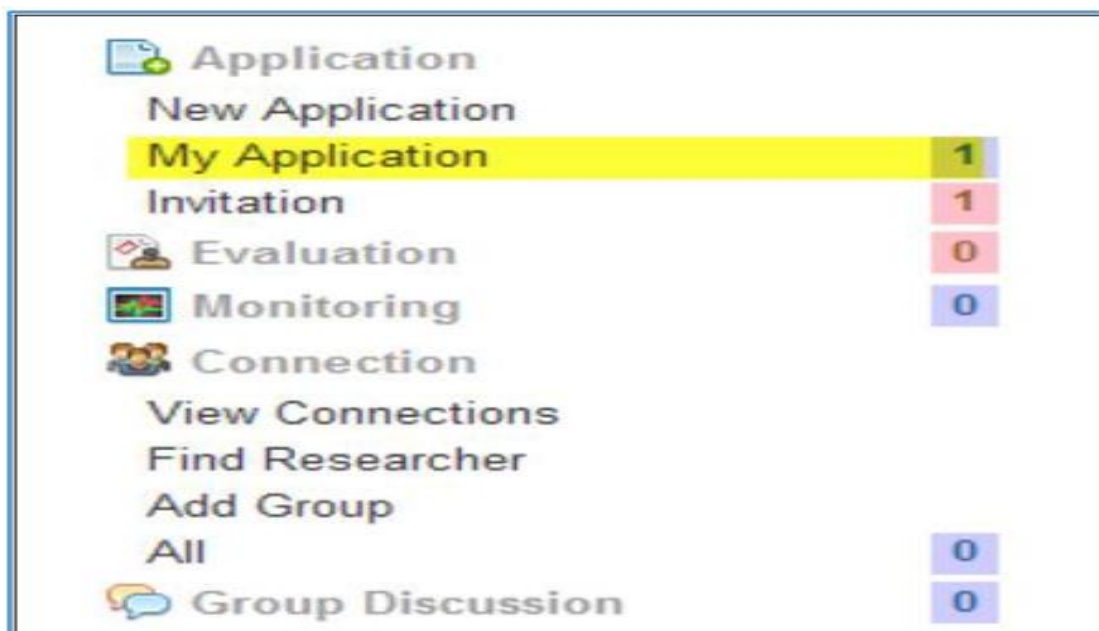 Application
New Application
My Application 1
Invitation 1
Evaluation 0
Monitoring 0
Connection
View Connections
Find Researcher
Add Group
All 0
Group Discussion 0